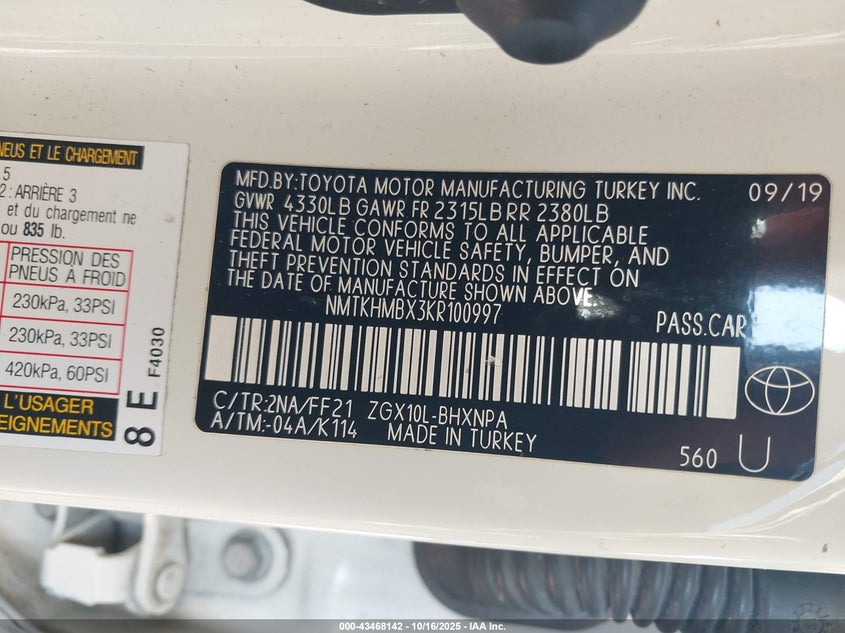 NEUS ET LE CHARGEMENT
5
2 : ARRIÈRE 3
et du chargement ne
ou 835 lb.
PRESSION DES
PNEUS À FROID
230kPa, 33PSI
230kPa, 33PSI
420kPa, 60PSI
L'USAGER
EIGNEMENTS
8 E
F4030
MFD.BY:TOYOTA MOTOR MANUFACTURING TURKEY INC. 09/19
GVWR 4330LB GAWR FR 2315LB RR 2380LB
THIS VEHICLE CONFORMS TO ALL APPLICABLE
FEDERAL MOTOR VEHICLE SAFETY, BUMPER, AND
THEFT PREVENTION STANDARDS IN EFFECT ON
THE DATE OF MANUFACTURE SHOWN ABOVE.
NMTKHMBX3KR100997 PASS.CAR
C/TR:2NA/FF21 ZGX10L-BHXNPA
A/TM:-04A/K114 MADE IN TURKEY
560 U
000-43468142 - 10/16/2025 - IAA Inc.